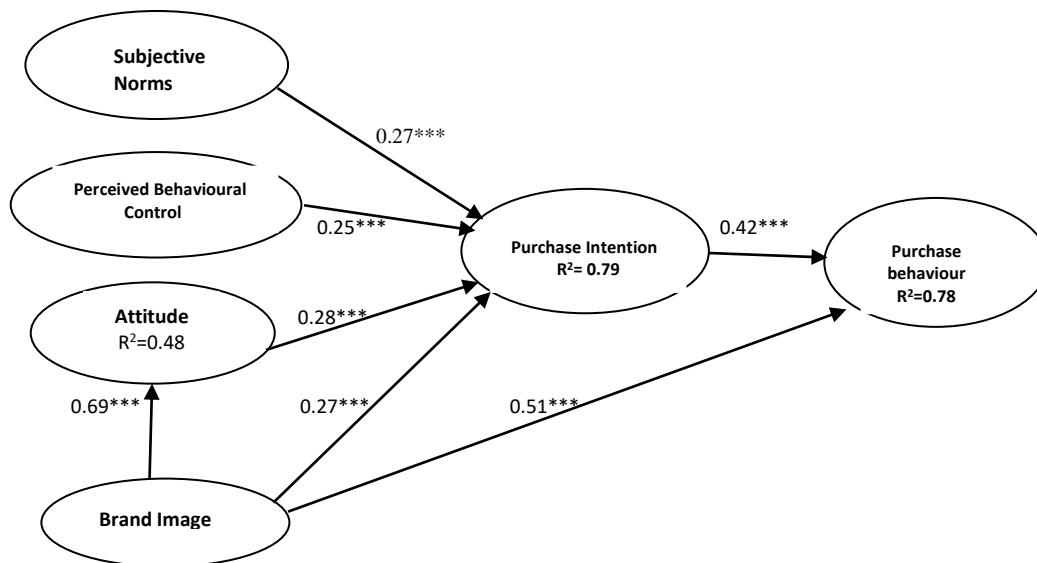 Subjective
Norms
0.27***
Perceived Behavioural
Control
0.25***
Purchase Intention
R²= 0.79
0.42***
Purchase
behaviour
R²=0.78
Attitude
R²=0.48
0.28***
0.69***
0.27***
0.51***
Brand Image